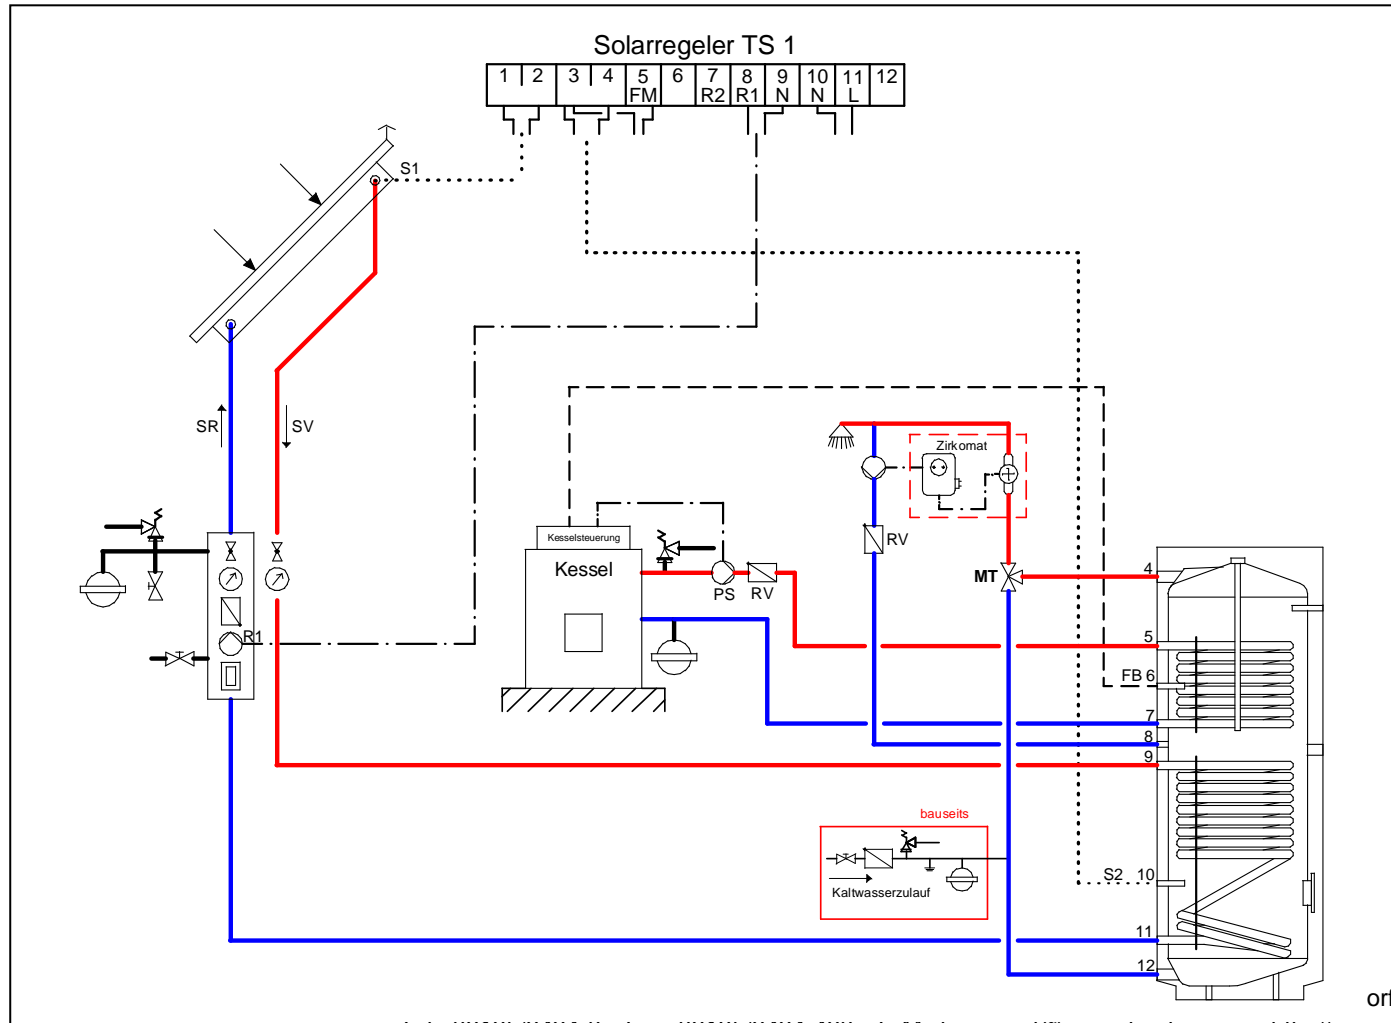 Solarregeler TS 1
1 2 3 4 5 6 7 8 9 10 11 12
FM R2 R1 N N L
S1
SR SV
Zirkomat
RV
Kesselsteuerung
Kessel
PS RV
MT
4
5
FB 6
7
8
9
R1
bauseits
Kaltwasserzulauf
S2 10
11
12
orf